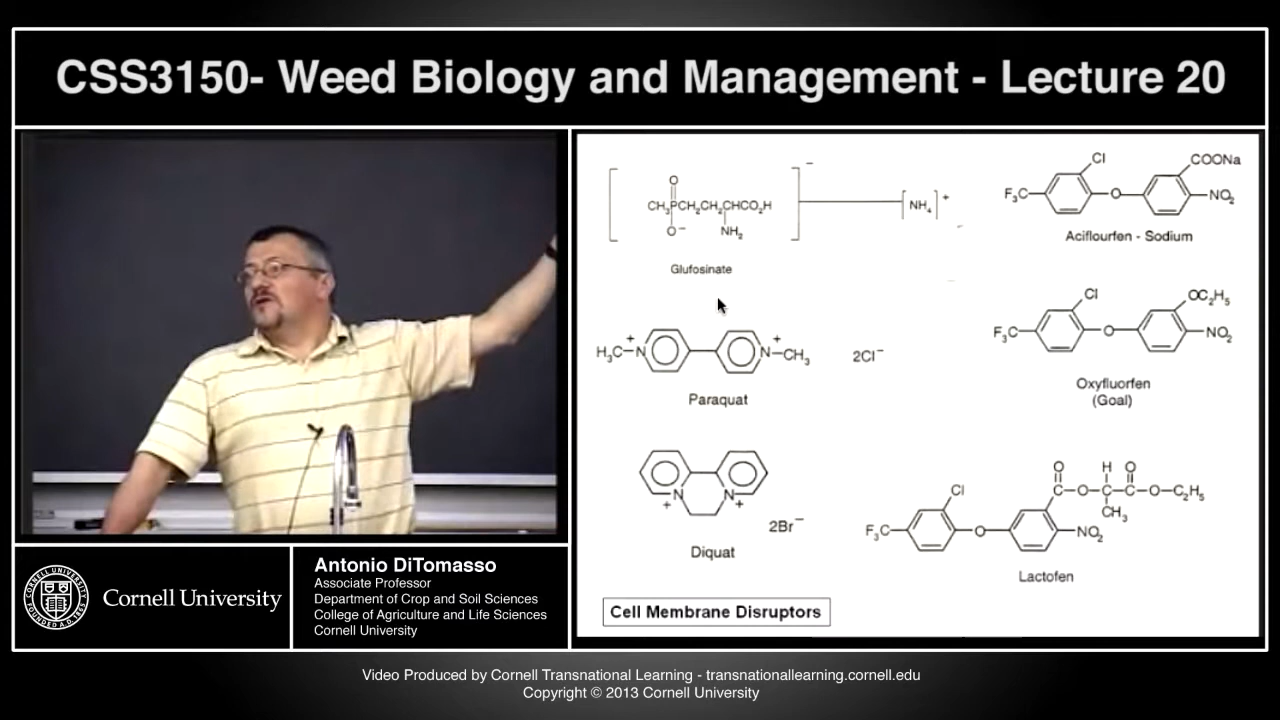 CSS3150- Weed Biology and Management - Lecture 20
O
CH₃PCH₂CH₂CHCO₂H
O⁻ NH₂
[NH₄]⁺
Glufosinate
H₃C-N⁺ N⁺-CH₃ 2Cl⁻
Paraquat
N⁺ N⁺
2Br⁻
Diquat
Cell Membrane Disruptors
Cl COONa
F₃C O NO₂
Aciflourfen - Sodium
Cl OC₂H₅
F₃C O NO₂
Oxyfluorfen
(Goal)
O H O
Cl C-O-C-C-O-C₂H₅
CH₃
F₃C O NO₂
Lactofen
Cornell University
Antonio DiTomasso
Associate Professor
Department of Crop and Soil Sciences
College of Agriculture and Life Sciences
Cornell University
Video Produced by Cornell Transnational Learning - transnationallearning.cornell.edu
Copyright © 2013 Cornell University